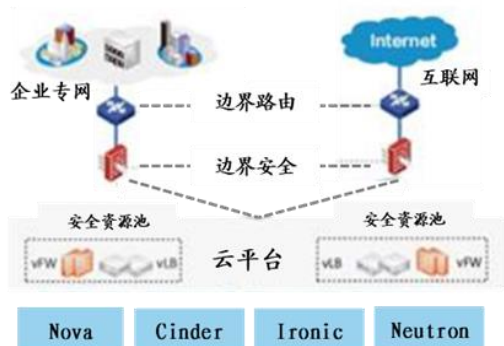 Internet
企业专网
互联网
边界路由
边界安全
安全资源池
安全资源池
vFW
vLB
云平台
vLB
vFW
Nova
Cinder
Ironic
Neutron